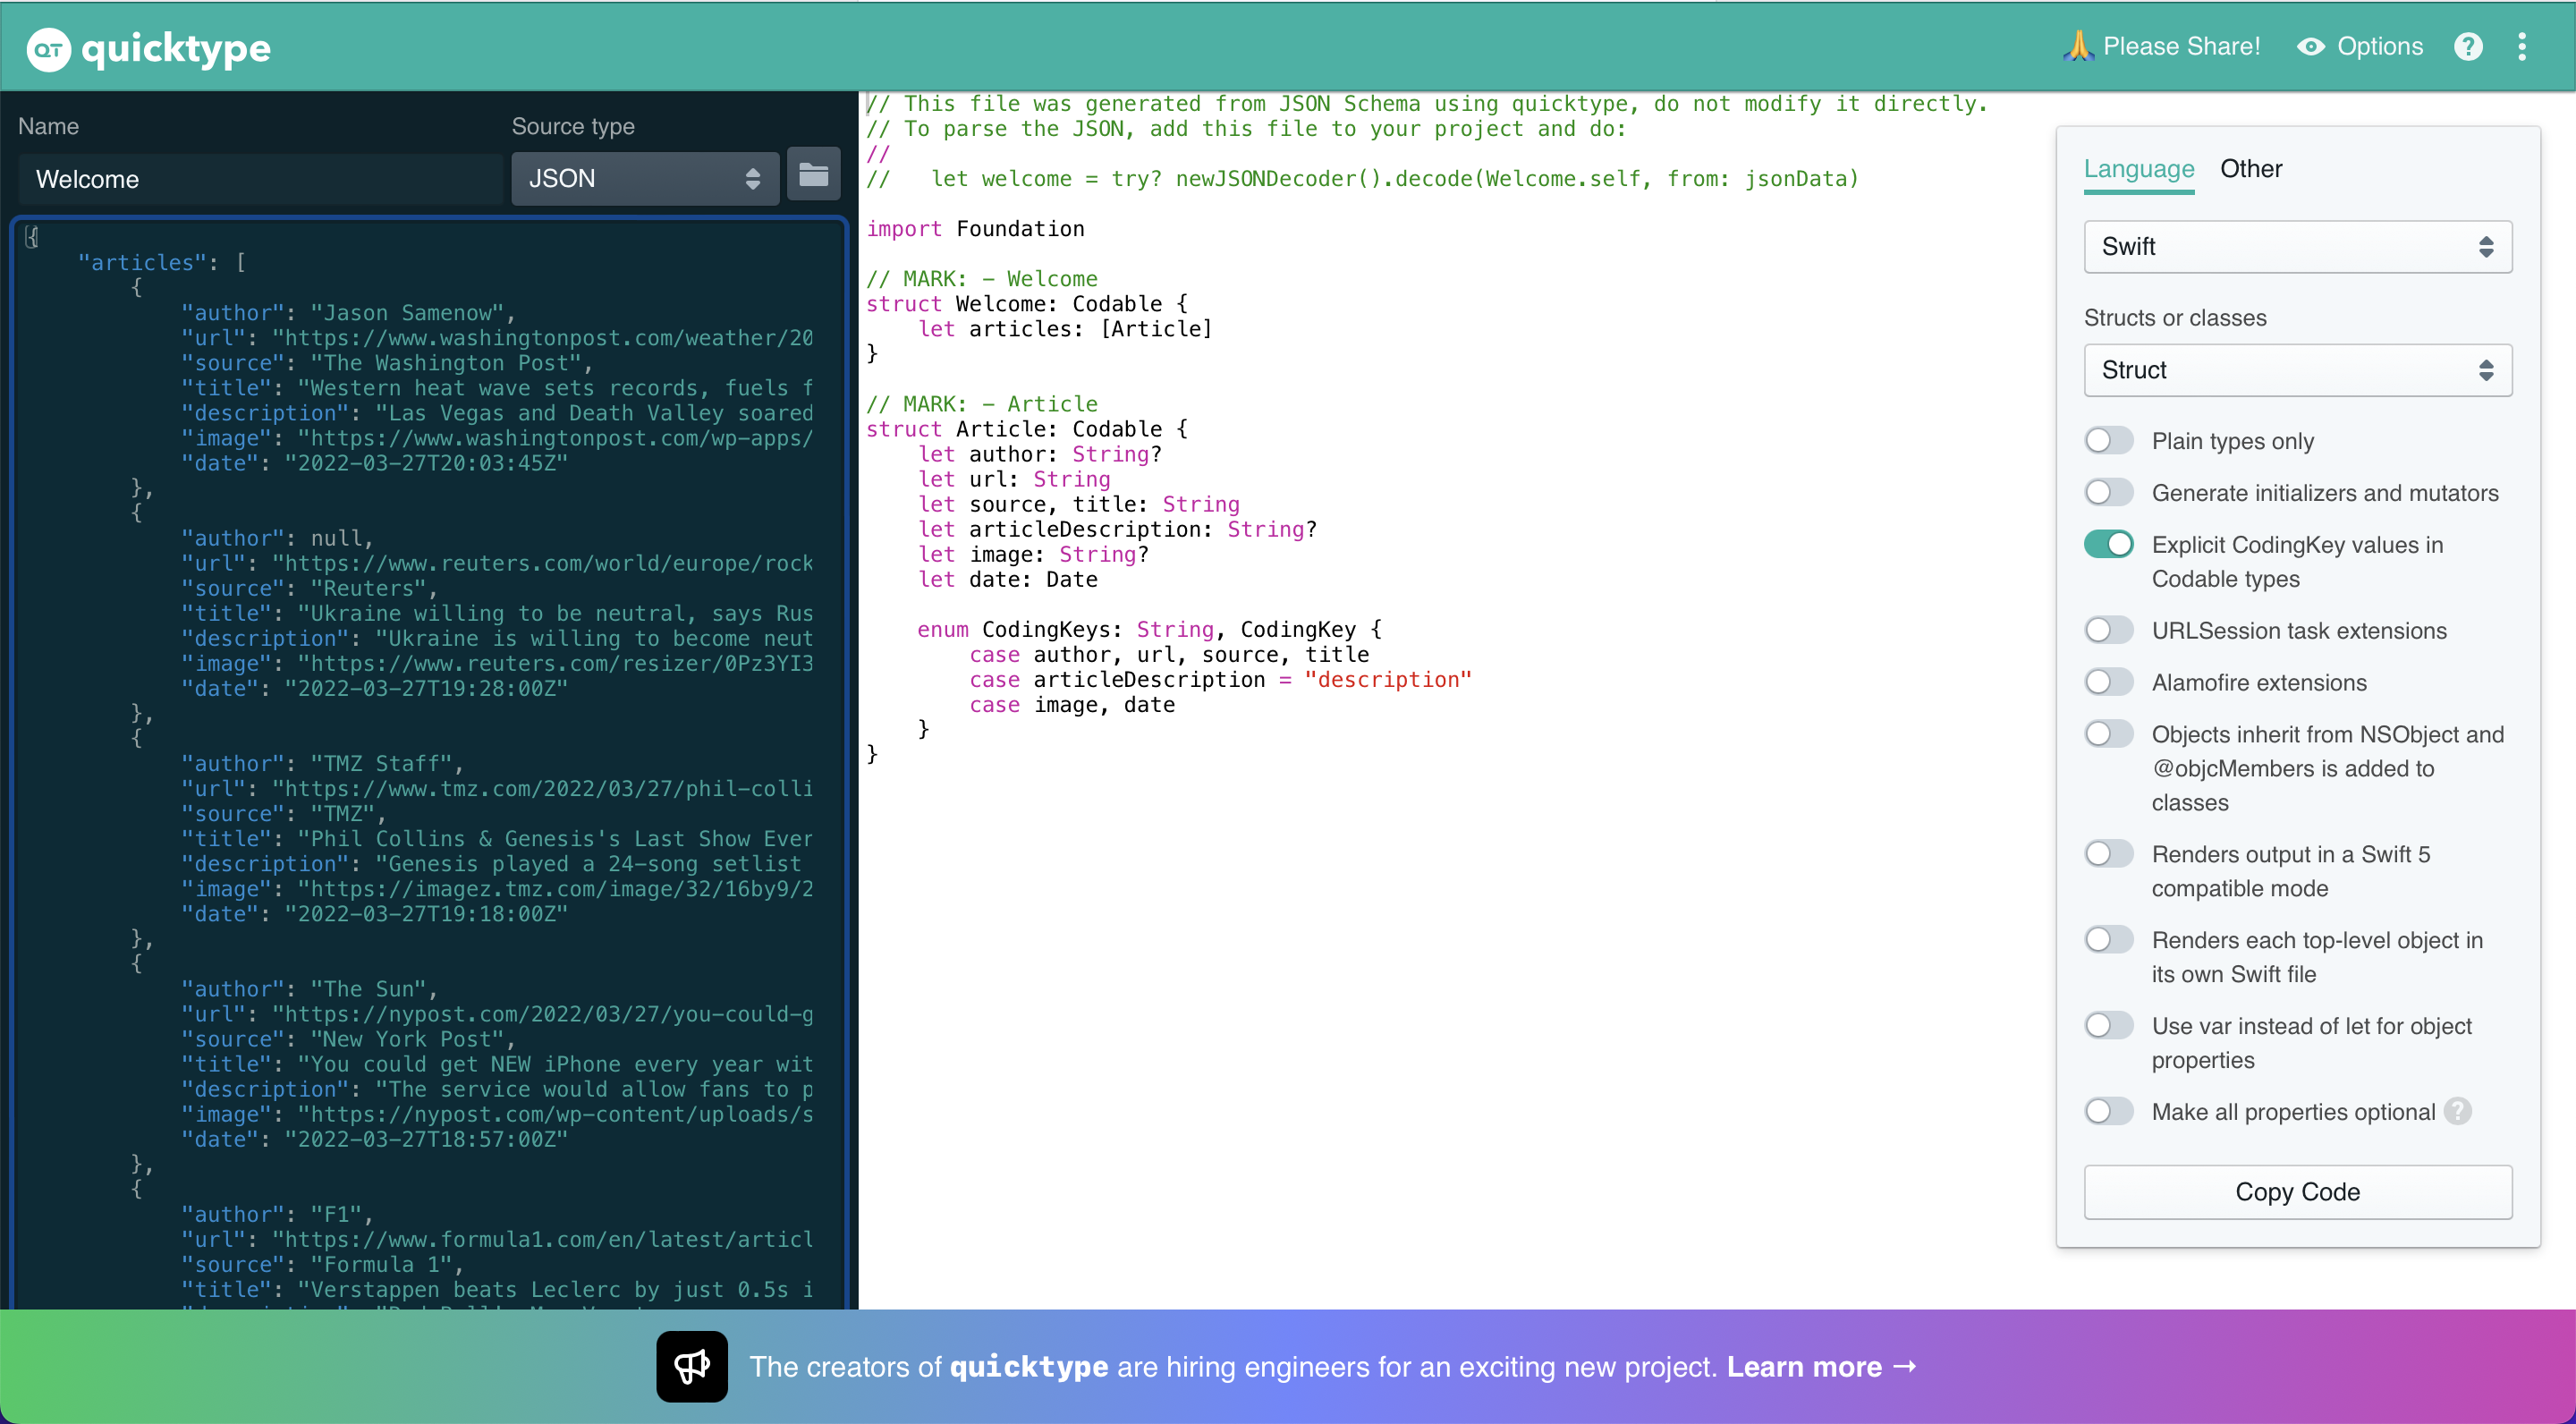 QT quicktype
🙏 Please Share!
Options
?
Name
Source type
Welcome
JSON
{
"articles": [
{
"author": "Jason Samenow",
"url": "https://www.washingtonpost.com/weather/20
"source": "The Washington Post",
"title": "Western heat wave sets records, fuels f
"description": "Las Vegas and Death Valley soared
"image": "https://www.washingtonpost.com/wp-apps/
"date": "2022-03-27T20:03:45Z"
},
{
"author": null,
"url": "https://www.reuters.com/world/europe/rock
"source": "Reuters",
"title": "Ukraine willing to be neutral, says Rus
"description": "Ukraine is willing to become neut
"image": "https://www.reuters.com/resizer/0Pz3YI3
"date": "2022-03-27T19:28:00Z"
},
{
"author": "TMZ Staff",
"url": "https://www.tmz.com/2022/03/27/phil-colli
"source": "TMZ",
"title": "Phil Collins & Genesis's Last Show Ever
"description": "Genesis played a 24-song setlist
"image": "https://imagez.tmz.com/image/32/16by9/2
"date": "2022-03-27T19:18:00Z"
},
{
"author": "The Sun",
"url": "https://nypost.com/2022/03/27/you-could-g
"source": "New York Post",
"title": "You could get NEW iPhone every year wit
"description": "The service would allow fans to p
"image": "https://nypost.com/wp-content/uploads/s
"date": "2022-03-27T18:57:00Z"
},
{
"author": "F1",
"url": "https://www.formula1.com/en/latest/articl
"source": "Formula 1",
"title": "Verstappen beats Leclerc by just 0.5s i
// This file was generated from JSON Schema using quicktype, do not modify it directly.
// To parse the JSON, add this file to your project and do:
//
//   let welcome = try? newJSONDecoder().decode(Welcome.self, from: jsonData)
import Foundation
// MARK: - Welcome
struct Welcome: Codable {
let articles: [Article]
}
// MARK: - Article
struct Article: Codable {
let author: String?
let url: String
let source, title: String
let articleDescription: String?
let image: String?
let date: Date
enum CodingKeys: String, CodingKey {
case author, url, source, title
case articleDescription = "description"
case image, date
}
}
Language Other
Swift
Structs or classes
Struct
Plain types only
Generate initializers and mutators
Explicit CodingKey values in
Codable types
URLSession task extensions
Alamofire extensions
Objects inherit from NSObject and
@objcMembers is added to
classes
Renders output in a Swift 5
compatible mode
Renders each top-level object in
its own Swift file
Use var instead of let for object
properties
Make all properties optional ?
Copy Code
The creators of quicktype are hiring engineers for an exciting new project. Learn more →